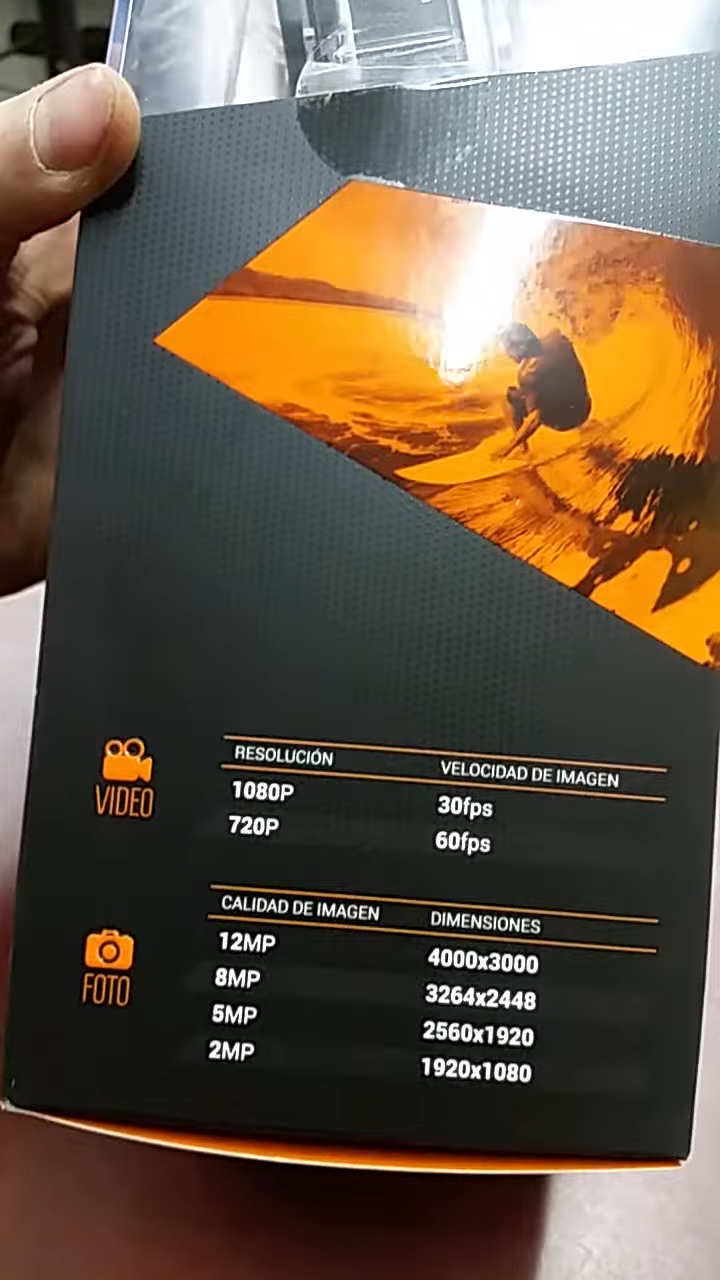 VIDEO
RESOLUCIÓN VELOCIDAD DE IMAGEN
1080P 30fps
720P 60fps
FOTO
CALIDAD DE IMAGEN DIMENSIONES
12MP 4000x3000
8MP 3264x2448
5MP 2560x1920
2MP 1920x1080